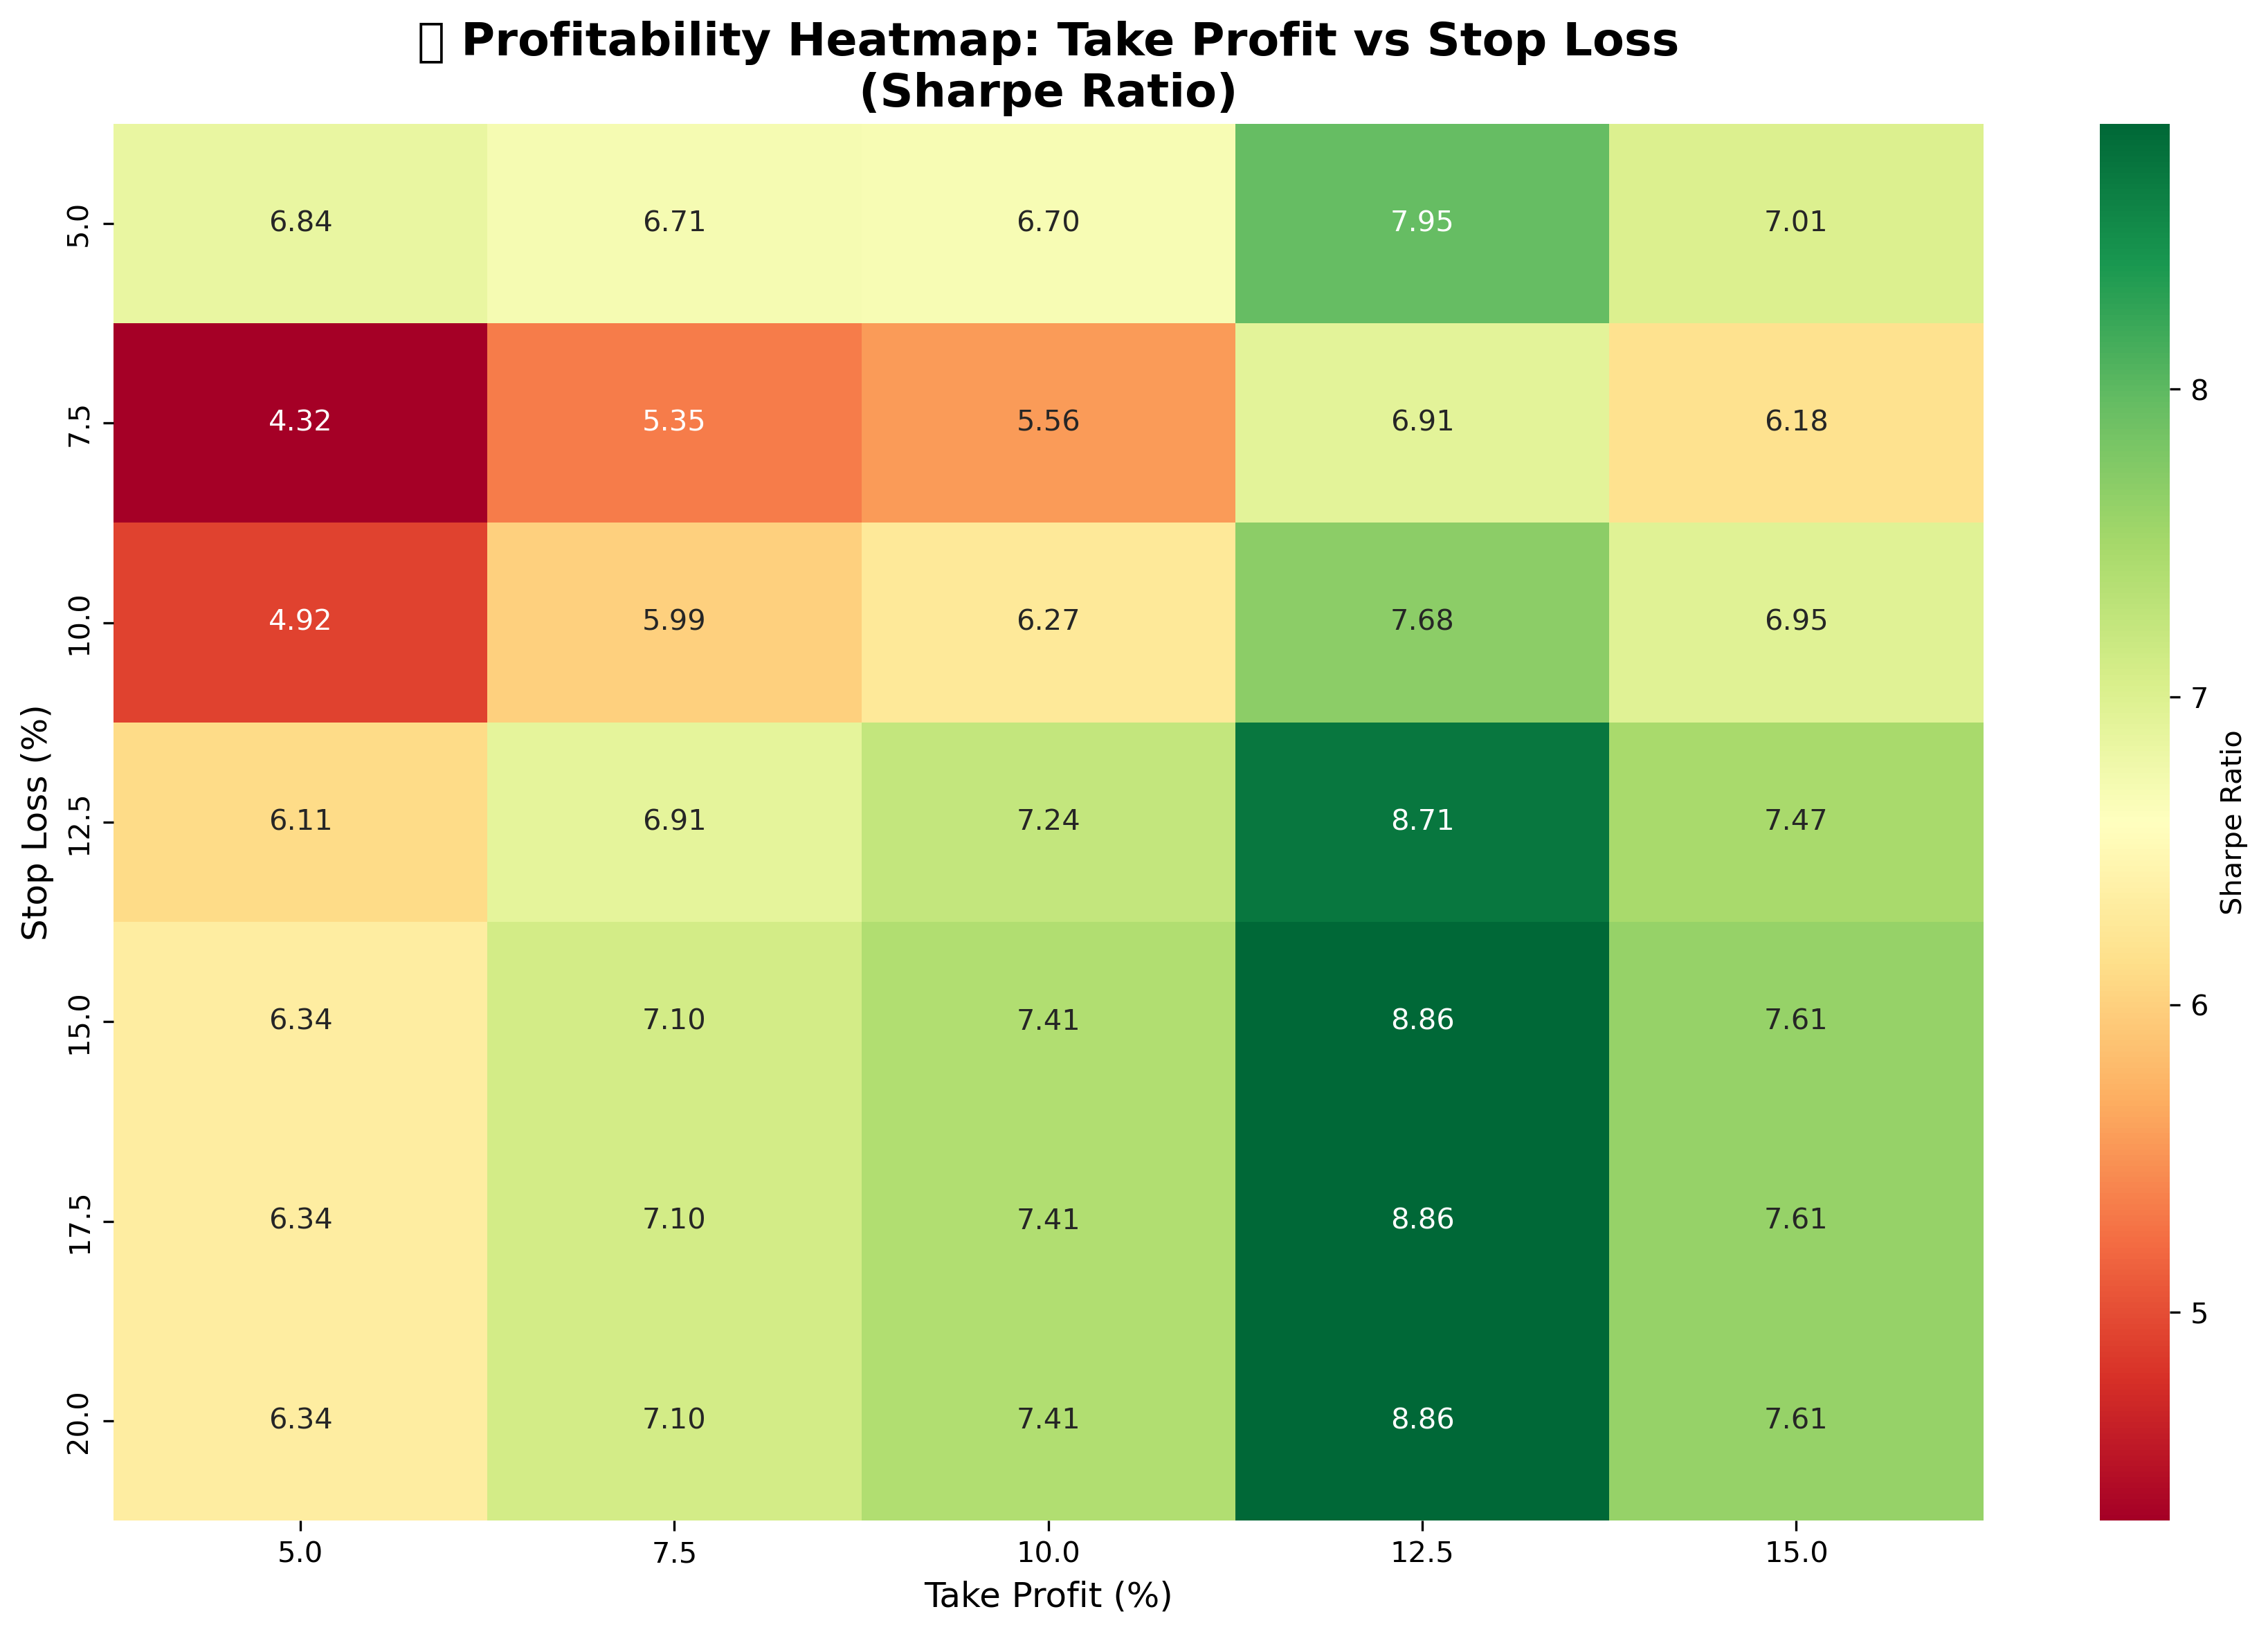 Profitability Heatmap: Take Profit vs Stop Loss
(Sharpe Ratio)
5.0 6.84 6.71 6.70 7.95 7.01
7.5 4.32 5.35 5.56 6.91 6.18
10.0 4.92 5.99 6.27 7.68 6.95
12.5 6.11 6.91 7.24 8.71 7.47
15.0 6.34 7.10 7.41 8.86 7.61
17.5 6.34 7.10 7.41 8.86 7.61
20.0 6.34 7.10 7.41 8.86 7.61
Stop Loss (%)
5.0 7.5 10.0 12.5 15.0
Take Profit (%)
8
7
6
5
Sharpe Ratio